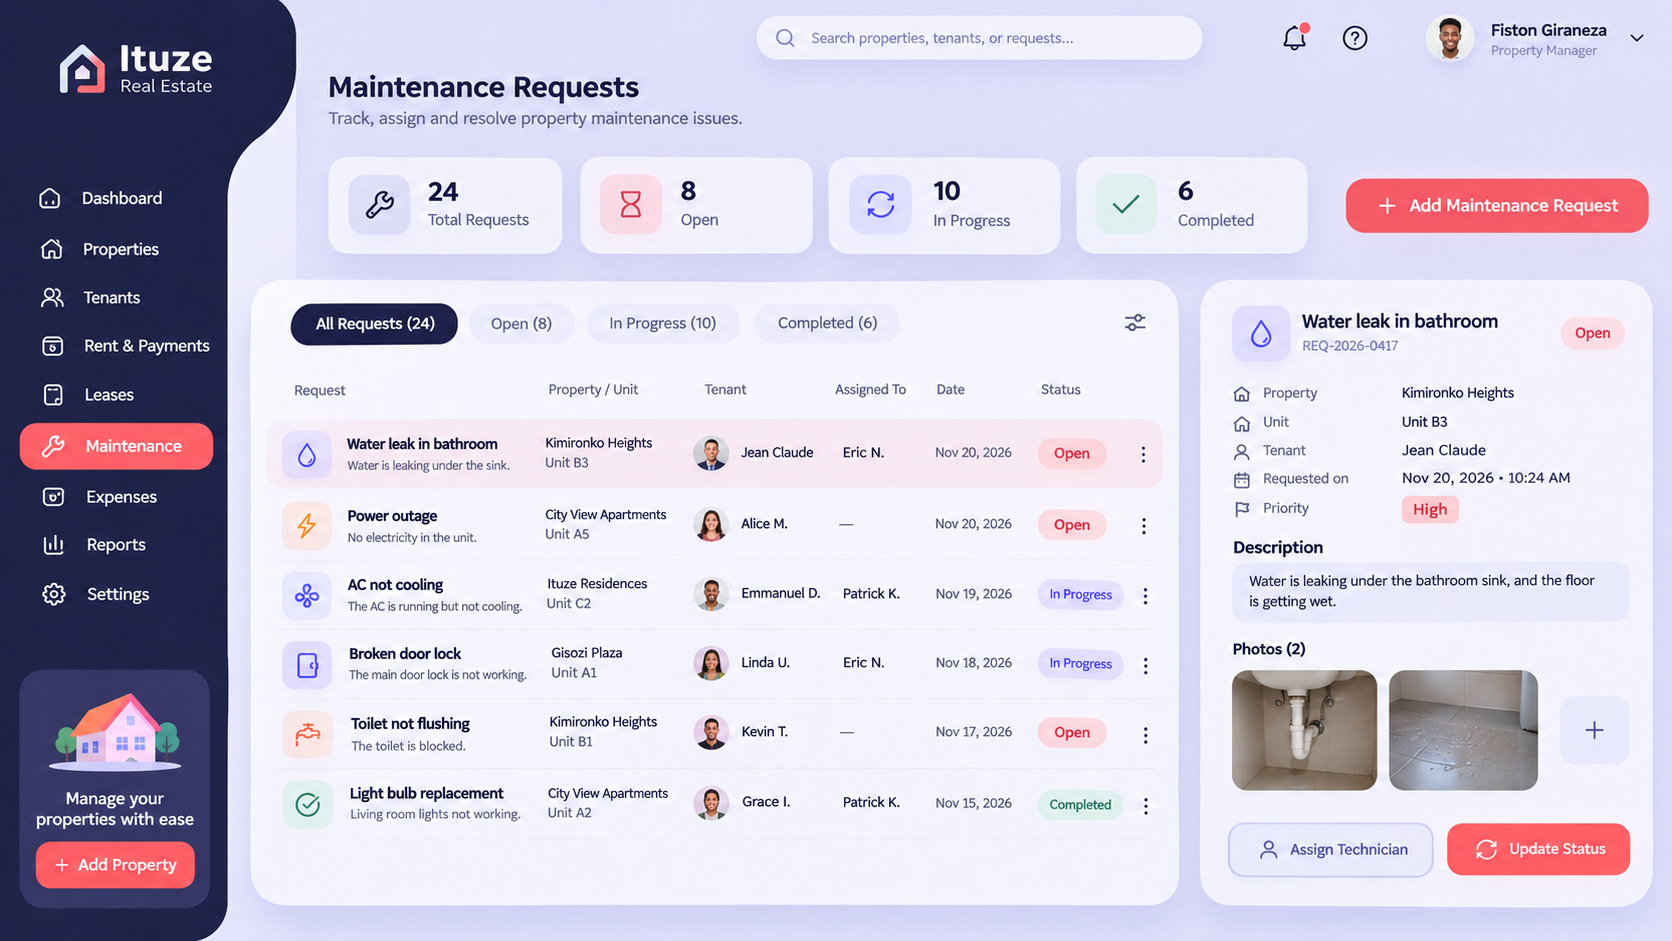 Ituze
Real Estate
Search properties, tenants, or requests...
Fiston Giraneza
Property Manager
Maintenance Requests
Track, assign and resolve property maintenance issues.
Dashboard
Properties
Tenants
Rent & Payments
Leases
Maintenance
Expenses
Reports
Settings
Manage your
properties with ease
+ Add Property
24
Total Requests
8
Open
10
In Progress
6
Completed
+ Add Maintenance Request
All Requests (24)
Open (8)
In Progress (10)
Completed (6)
Request
Property / Unit
Tenant
Assigned To
Date
Status
Water leak in bathroom
Water is leaking under the sink.
Kimironko Heights
Unit B3
Jean Claude
Eric N.
Nov 20, 2026
Open
Power outage
No electricity in the unit.
City View Apartments
Unit A5
Alice M.
—
Nov 20, 2026
Open
AC not cooling
The AC is running but not cooling.
Ituze Residences
Unit C2
Emmanuel D.
Patrick K.
Nov 19, 2026
In Progress
Broken door lock
The main door lock is not working.
Gisozi Plaza
Unit A1
Linda U.
Eric N.
Nov 18, 2026
In Progress
Toilet not flushing
The toilet is blocked.
Kimironko Heights
Unit B1
Kevin T.
—
Nov 17, 2026
Open
Light bulb replacement
Living room lights not working.
City View Apartments
Unit A2
Grace I.
Patrick K.
Nov 15, 2026
Completed
Water leak in bathroom
REQ-2026-0417
Open
Property
Kimironko Heights
Unit
Unit B3
Tenant
Jean Claude
Requested on
Nov 20, 2026 • 10:24 AM
Priority
High
Description
Water is leaking under the bathroom sink, and the floor
is getting wet.
Photos (2)
+
Assign Technician
Update Status